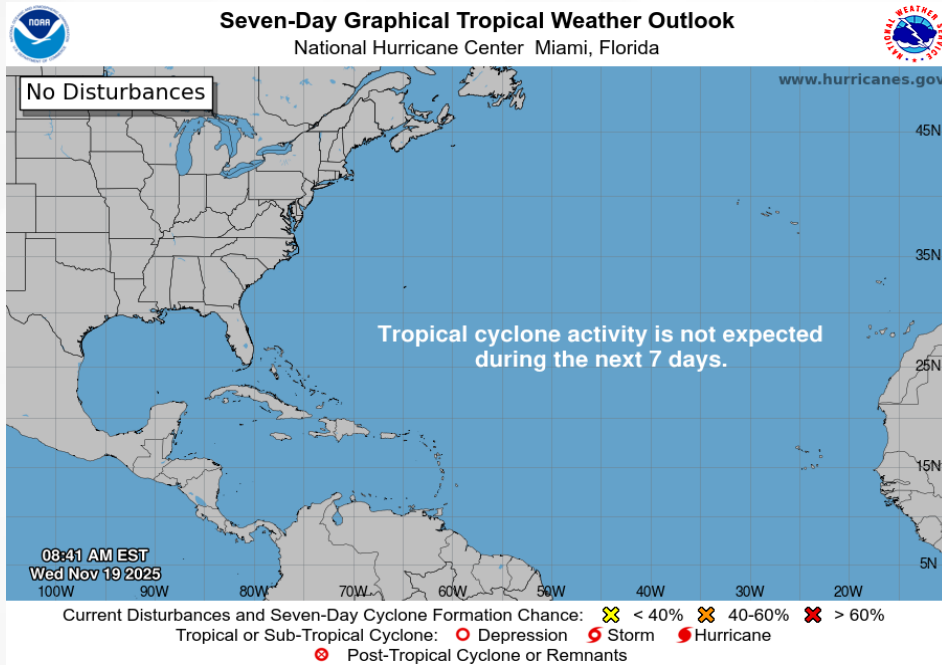 Seven-Day Graphical Tropical Weather Outlook
National Hurricane Center Miami, Florida
NOAA
NATIONAL WEATHER SERVICE
No Disturbances
www.hurricanes.gov
45N
35N
Tropical cyclone activity is not expected
during the next 7 days.
25N
15N
08:41 AM EST
Wed Nov 19 2025
5N
100W 90W 80W 70W 60W 50W 40W 30W 20W
Current Disturbances and Seven-Day Cyclone Formation Chance: < 40% 40-60% > 60%
Tropical or Sub-Tropical Cyclone: Depression Storm Hurricane
Post-Tropical Cyclone or Remnants